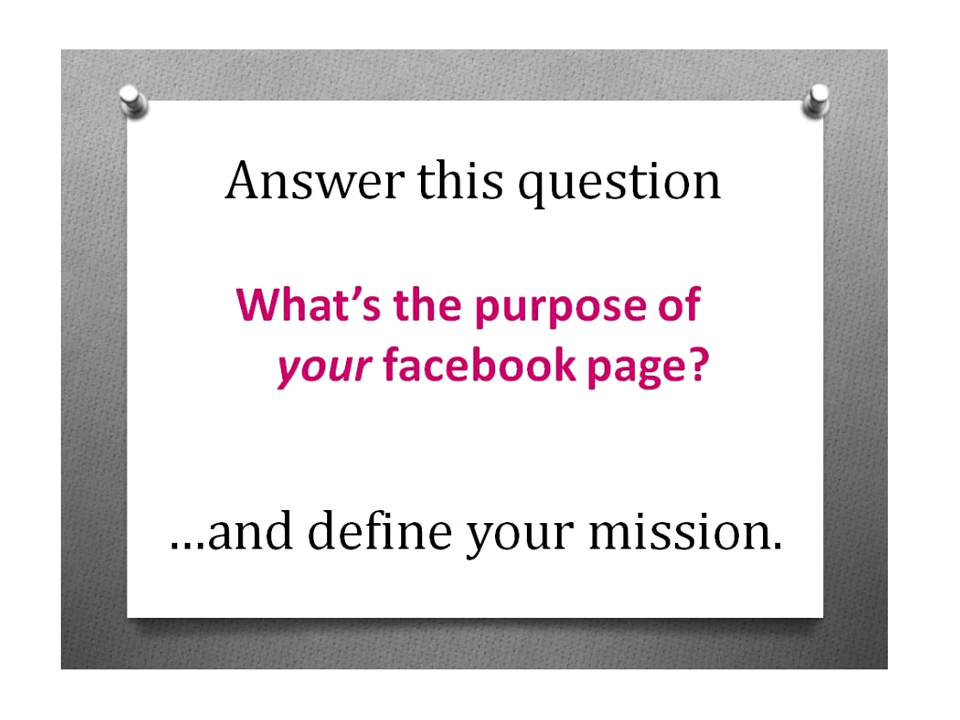 Answer this question
What’s the purpose of
your facebook page?
…and define your mission.